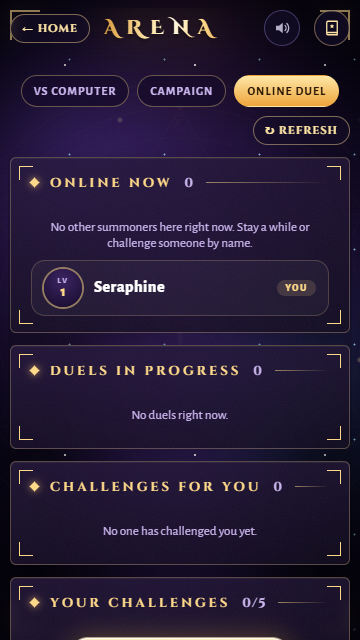 ← HOME
ARENA
VS COMPUTER
CAMPAIGN
ONLINE DUEL
↻ REFRESH
ONLINE NOW 0
No other summoners here right now. Stay a while or
challenge someone by name.
LV
1
Seraphine
YOU
DUELS IN PROGRESS 0
No duels right now.
CHALLENGES FOR YOU 0
No one has challenged you yet.
YOUR CHALLENGES 0/5